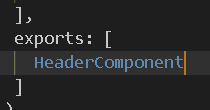 ],
exports: [
HeaderComponent
]
)